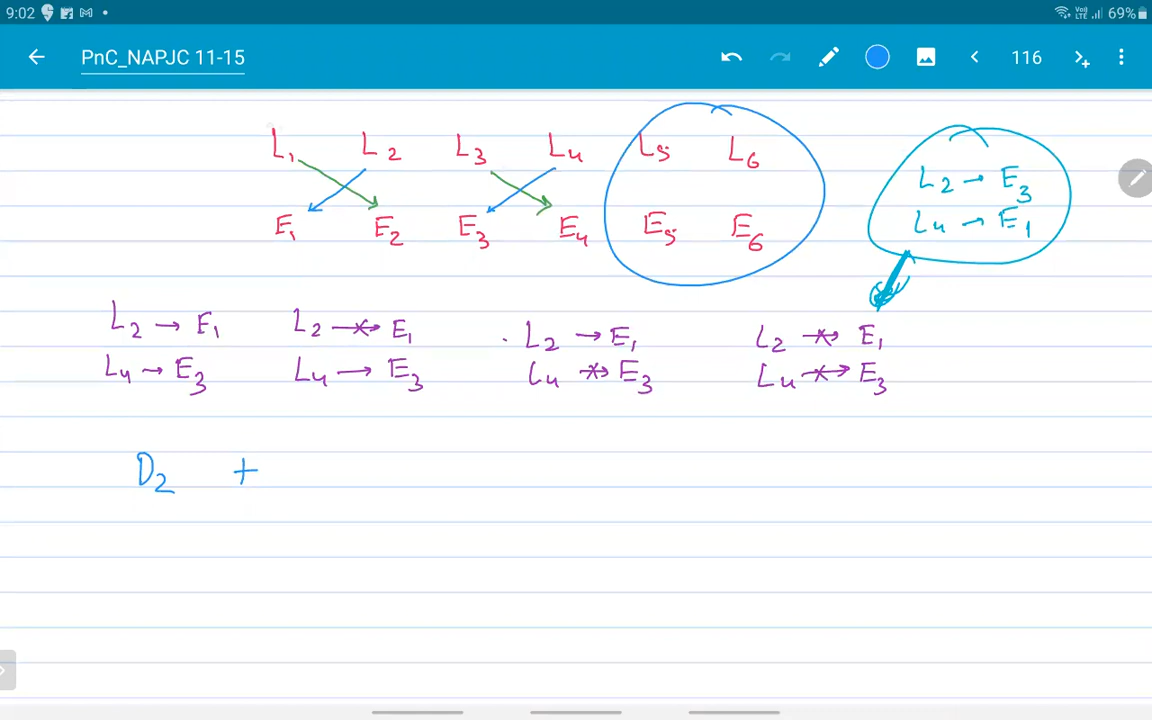 9:02 69%
PnC_NAPJC 11-15 116
L1 L2 L3 L4 L5 L6
E1 E2 E3 E4 E5 E6
L2 → E3
L4 → E1
L2 → E1 L2 ↛ E1 L2 → E1 L2 ↛ E1
L4 → E3 L4 → E3 L4 ↛ E3 L4 ↛ E3
D2 +